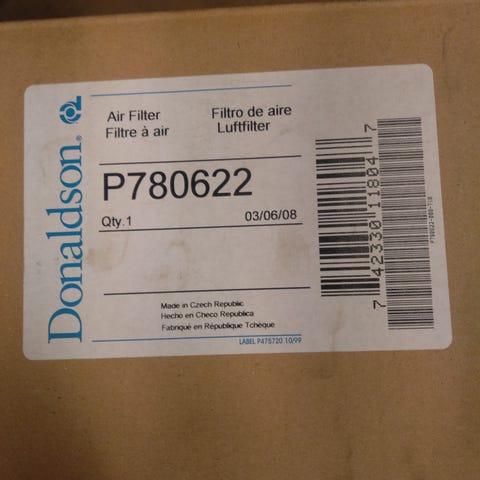 Donaldson®
Air Filter Filtro de aire
Filtre à air Luftfilter
P780622
Qty.1 03/06/08
Made in Czech Republic
Hecho en Checo Republica
Fabriqué en République Tchèque
LABEL P475720 10/99
7 42330 11804 7